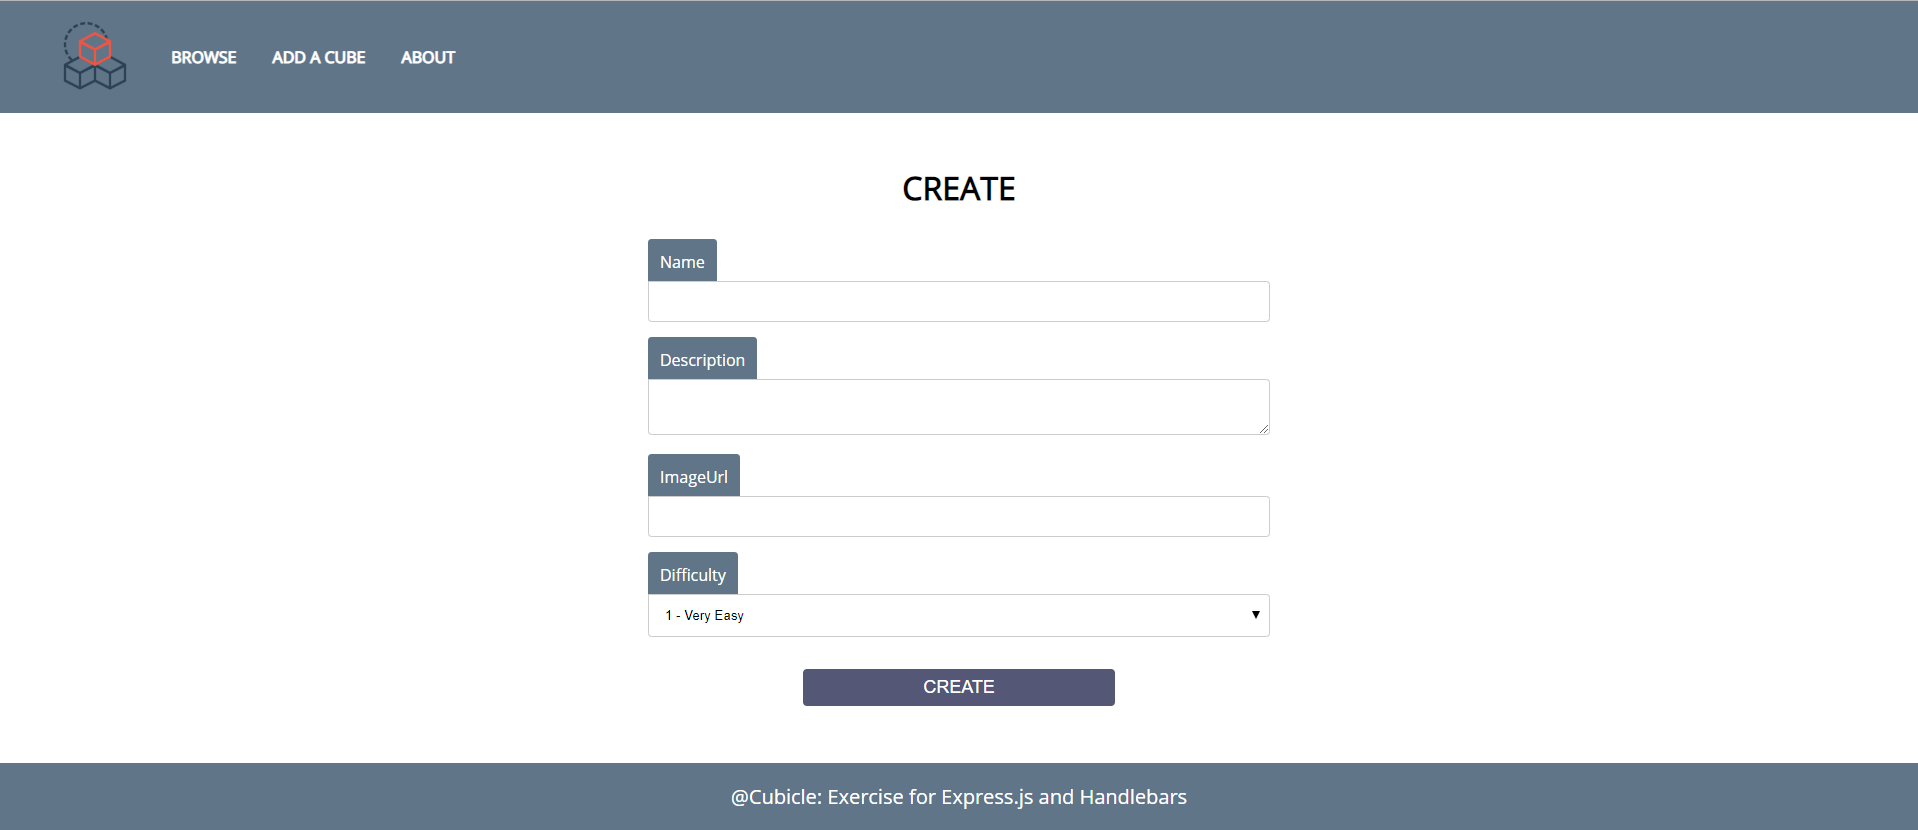 BROWSE ADD A CUBE ABOUT
CREATE
Name
Description
ImageUrl
Difficulty
1 - Very Easy
CREATE
@Cubicle: Exercise for Express.js and Handlebars